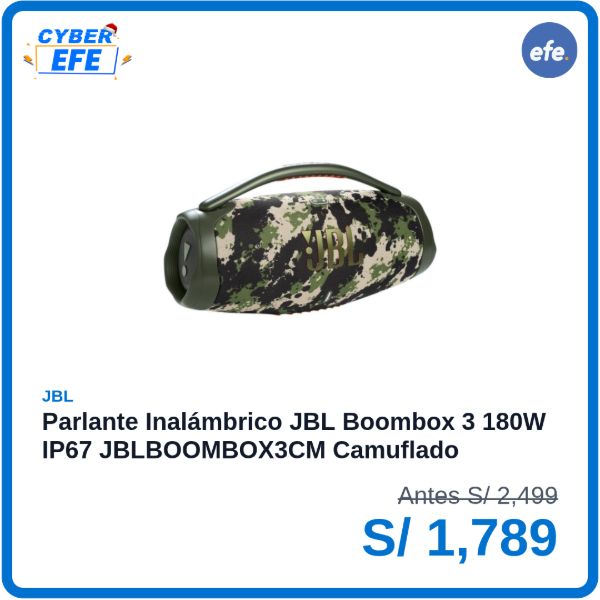 CYBER
EFE
efe.
JBL
JBL
Parlante Inalámbrico JBL Boombox 3 180W
IP67 JBLBOOMBOX3CM Camuflado
Antes S/ 2,499
S/ 1,789